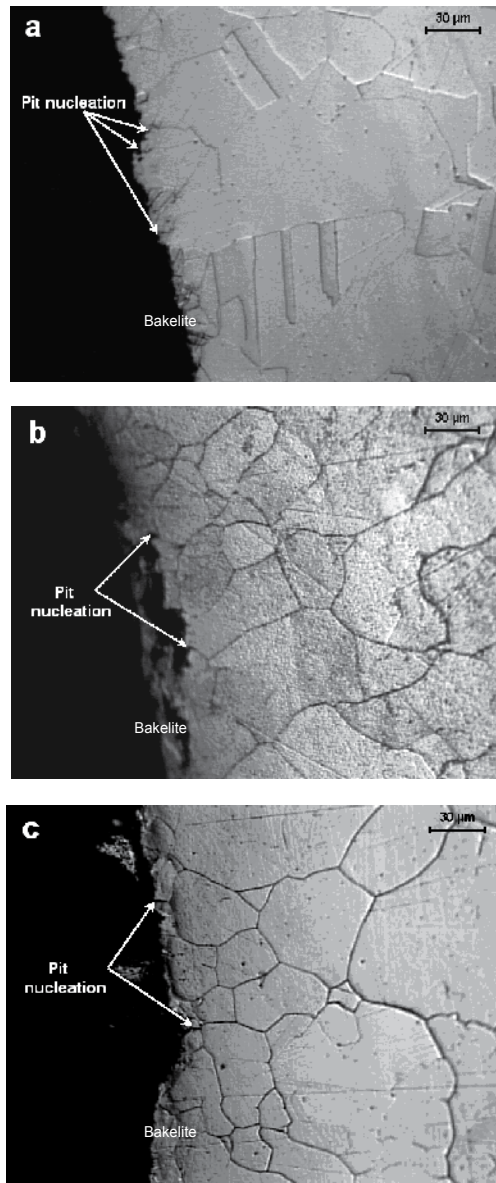 a
30 µm
Pit nucleation
Bakelite
b
30 µm
Pit
nucleation
Bakelite
c
30 µm
Pit
nucleation
Bakelite